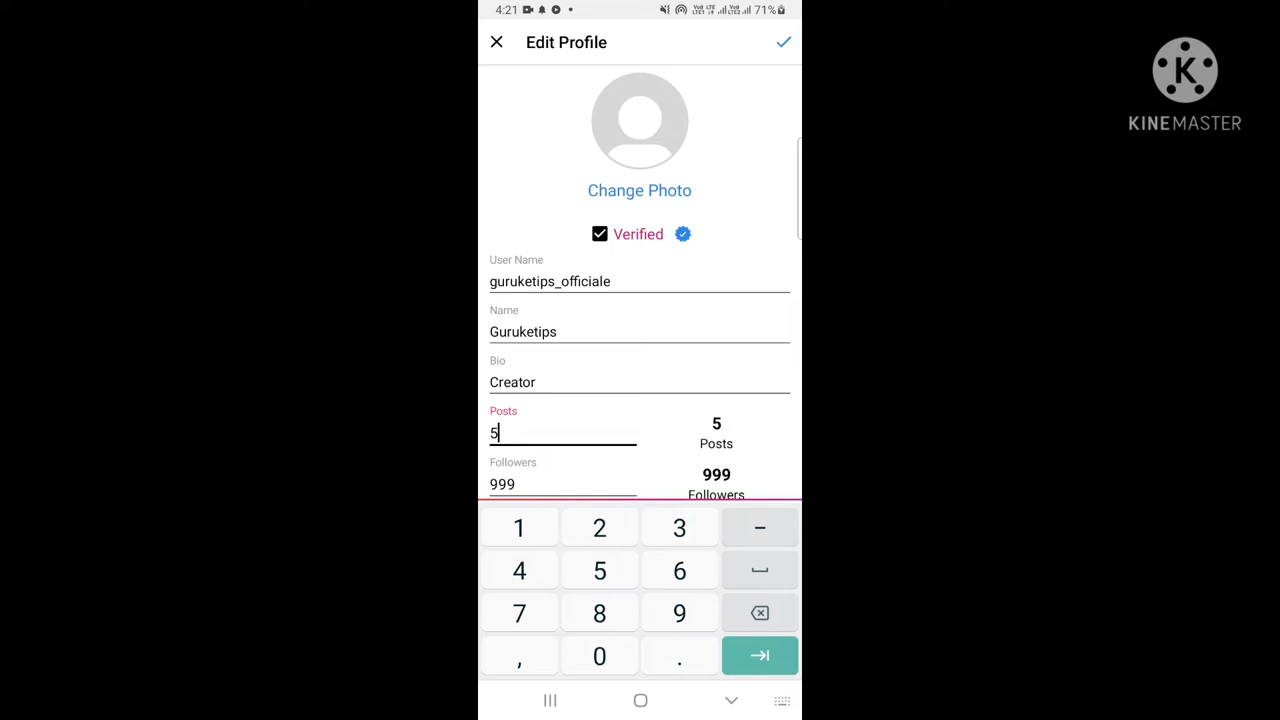 4:21
71%
Edit Profile
K
KINEMASTER
Change Photo
Verified
User Name
guruketips_officiale
Name
Guruketips
Bio
Creator
Posts
5
5
Posts
Followers
999
999
Followers
1 2 3 –
4 5 6
7 8 9
, 0 .